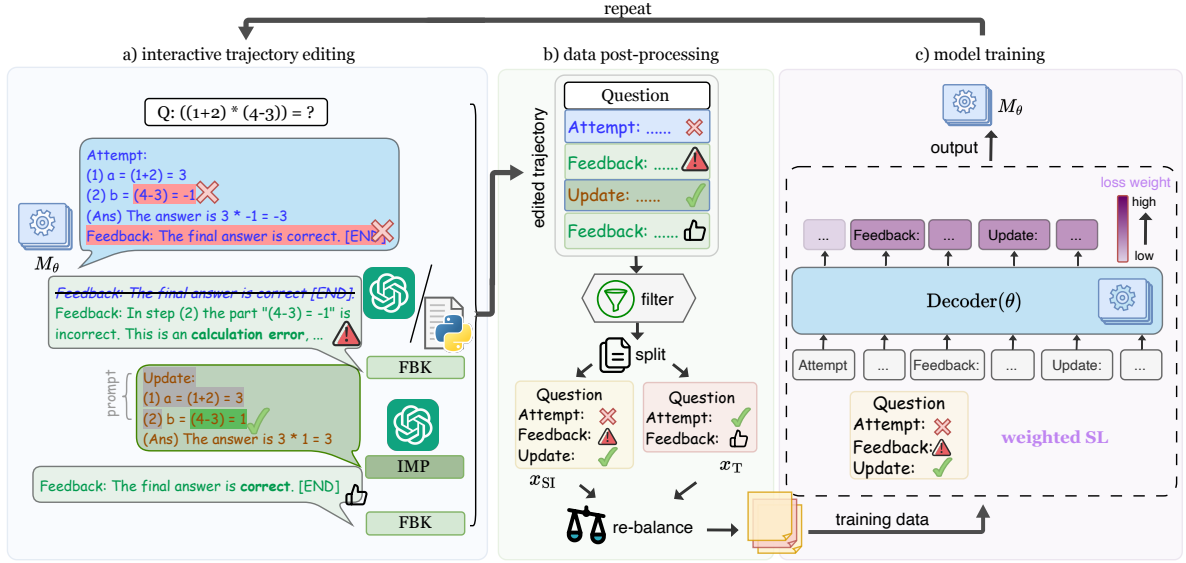 repeat
a) interactive trajectory editing
b) data post-processing
c) model training
Q: ((1+2) * (4-3)) = ?
Attempt:
(1) a = (1+2) = 3
(2) b = (4-3) = -1
(Ans) The answer is 3 * -1 = -3
Feedback: The final answer is correct. [END].
Mθ
Feedback: The final answer is correct [END].
Feedback: In step (2) the part "(4-3) = -1" is
incorrect. This is an calculation error, ...
FBK
prompt
Update:
(1) a = (1+2) = 3
(2) b = (4-3) = 1
(Ans) The answer is 3 * 1 = 3
IMP
Feedback: The final answer is correct. [END]
FBK
edited trajectory
Question
Attempt: ......
Feedback: ......
Update: ......
Feedback: ......
filter
split
Question
Attempt:
Feedback:
Update:
xSI
Question
Attempt:
Feedback:
xT
re-balance
training data
Mθ
output
loss weight
high
low
...
Feedback:
...
Update:
...
Decoder(θ)
Attempt
...
Feedback:
...
Update:
...
Question
Attempt:
Feedback:
Update:
weighted SL